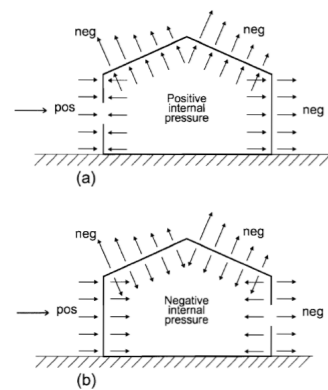 neg
neg
pos
Positive
internal
pressure
neg
(a)
neg
neg
pos
Negative
internal
pressure
neg
(b)